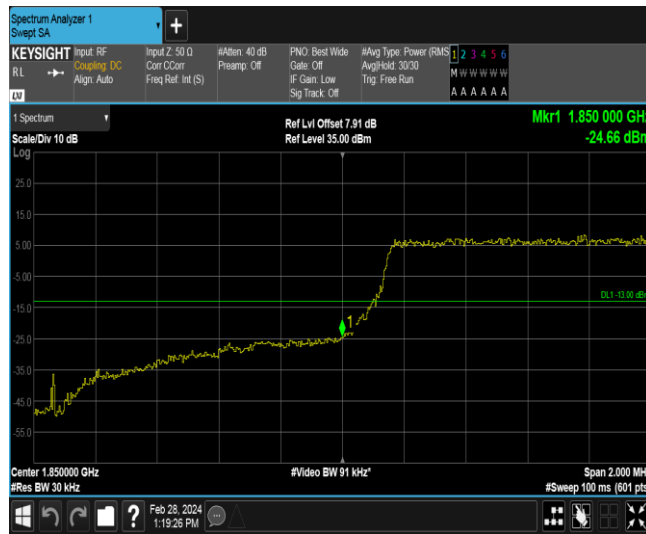 Spectrum Analyzer 1
Swept SA
+
KEYSIGHT
RL
LXI
Input: RF
Coupling: DC
Align: Auto
Input Z: 50 Ω
Corr CCorr
Freq Ref: Int (S)
#Atten: 40 dB
Preamp: Off
PNO: Best Wide
Gate: Off
IF Gain: Low
Sig Track: Off
#Avg Type: Power (RMS
Avg|Hold: 30/30
Trig: Free Run
1 2 3 4 5 6
M W W W W W
A A A A A A
1 Spectrum
Scale/Div 10 dB
Ref Lvl Offset 7.91 dB
Ref Level 35.00 dBm
Mkr1 1.850 000 GHz
-24.66 dBm
Log
25.0
15.0
5.00
-5.00
-15.0
-25.0
-35.0
-45.0
-55.0
DL1 -13.00 dBm
1
Center 1.85000 GHz
#Res BW 30 kHz
#Video BW 91 kHz*
Span 2.000 MH
#Sweep 100 ms (601 pts
?
Feb 28, 2024
1:19:26 PM